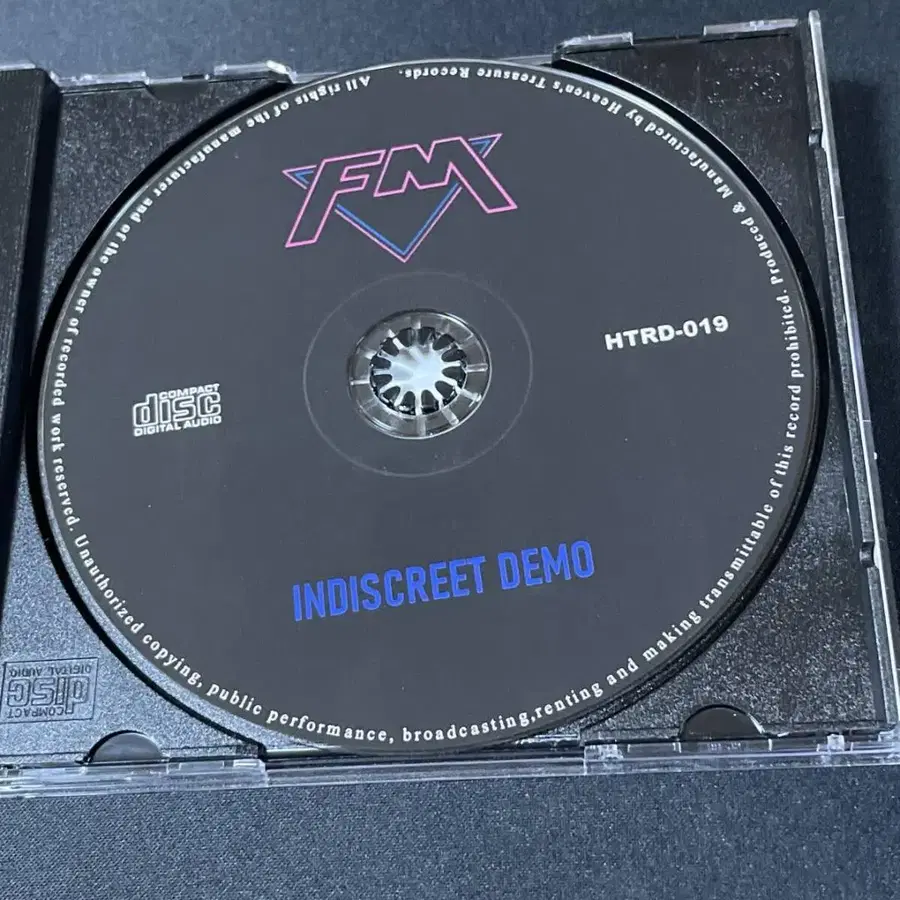 FM
HTRD-019
COMPACT
disc
DIGITAL AUDIO
INDISCREET DEMO
All rights of the manufacturer and of the owner of recorded work reserved. Unauthorized copying, public performance, broadcasting,renting and making transmittable of this record prohibited. Produced & Manufactured by Heaven's Treasure Records.
COMPACT
disc
DIGITAL AUDIO